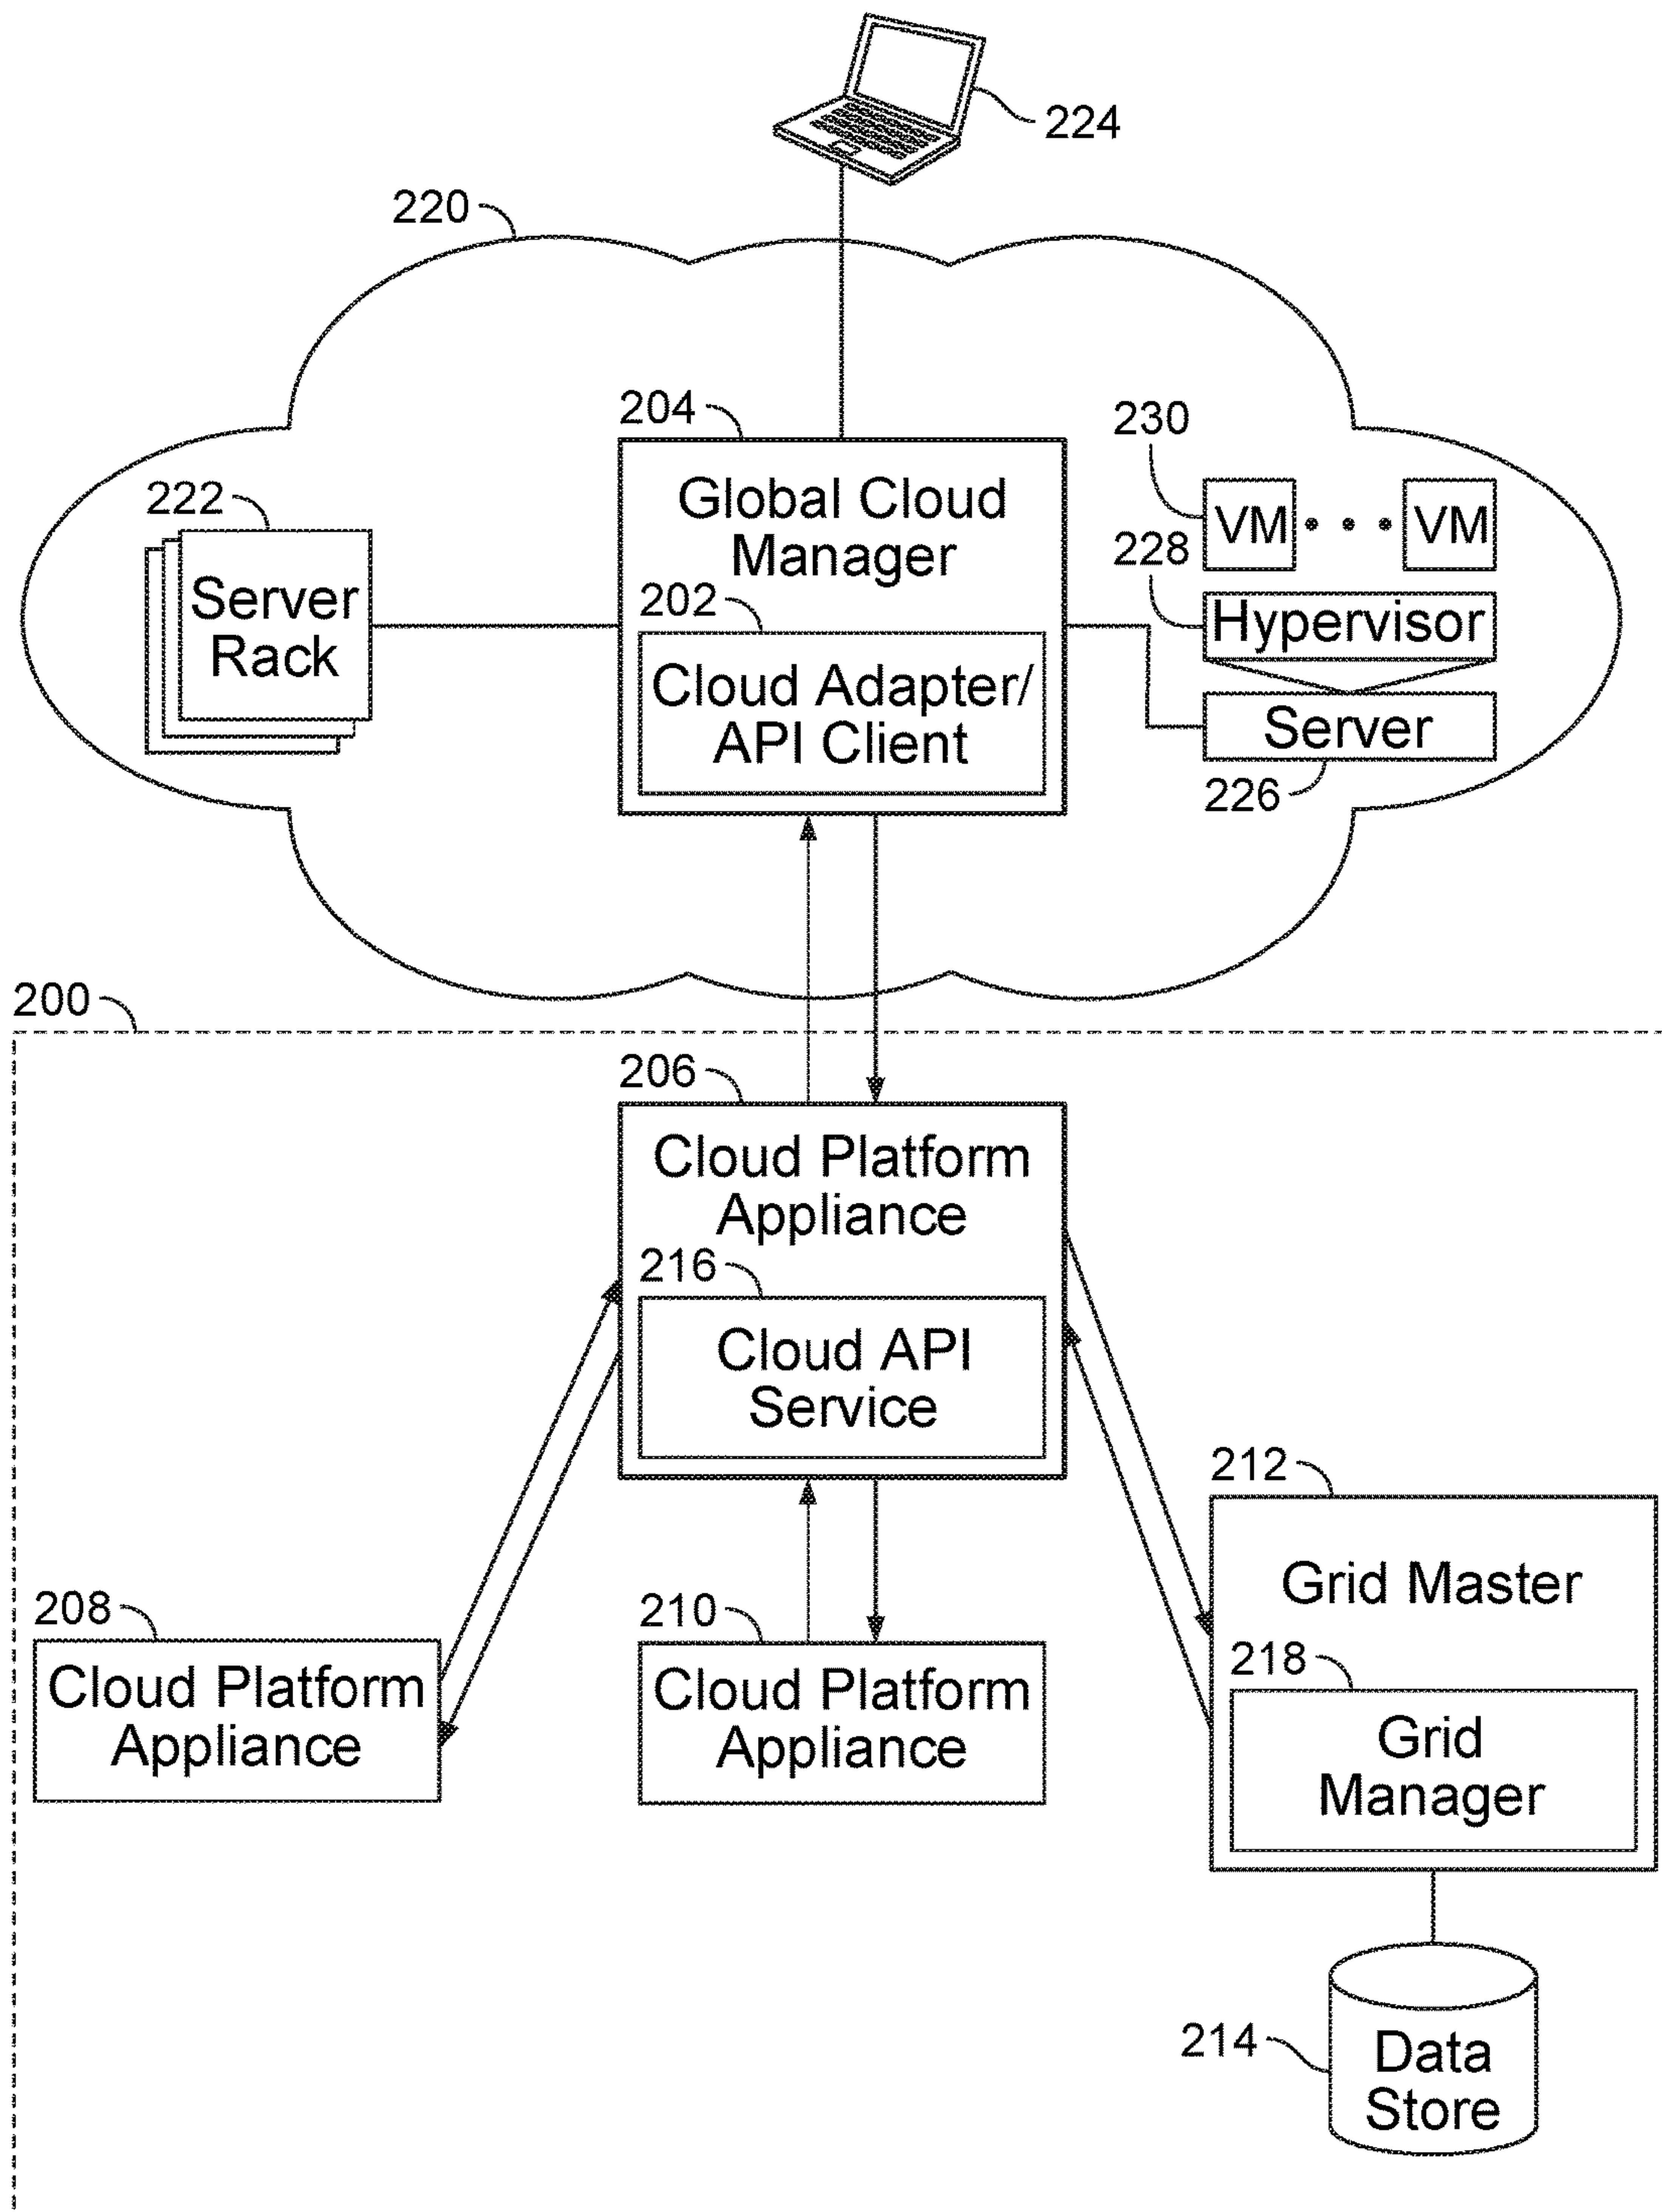 224
220
204
230
222
Global Cloud
Manager
VM
VM
228
Server
Rack
202
Hypervisor
Cloud Adapter/
API Client
Server
226
200
206
Cloud Platform
Appliance
216
Cloud API
Service
212
Grid Master
208
210
218
Cloud Platform
Appliance
Cloud Platform
Appliance
Grid
Manager
214
Data
Store